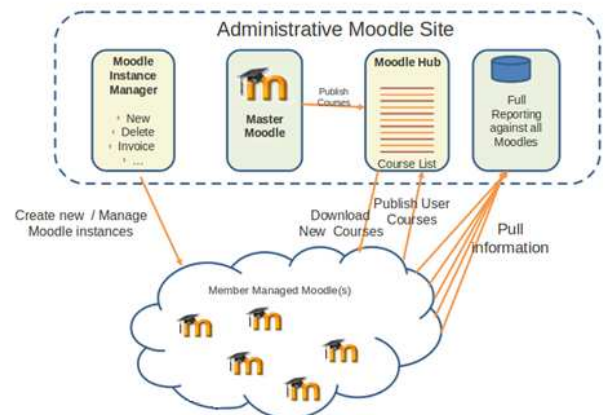 Administrative Moodle Site
Moodle
Instance
Manager
New
Delete
Invoice
...
m
Master
Moodle
Publish
Courses
Moodle Hub
Course List
Full
Reporting
against all
Moodles
Create new / Manage
Moodle instances
Download
New Courses
Publish User
Courses
Pull
information
Member Managed Moodle(s)
m
m
m
m
m